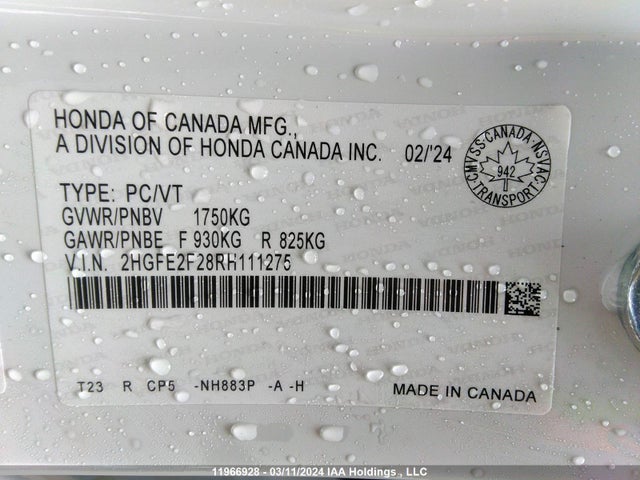 HONDA OF CANADA MFG.,
A DIVISION OF HONDA CANADA INC. 02/'24
CMVSS-CANADA-NSVAC
942
TRANSPORT
TYPE: PC/VT
GVWR/PNBV 1750KG
GAWR/PNBE F 930KG R 825KG
V.I.N. 2HGFE2F28RH111275
T23 R CP5 -NH883P -A -H
MADE IN CANADA
11966928 - 03/11/2024 IAA Holdings., LLC